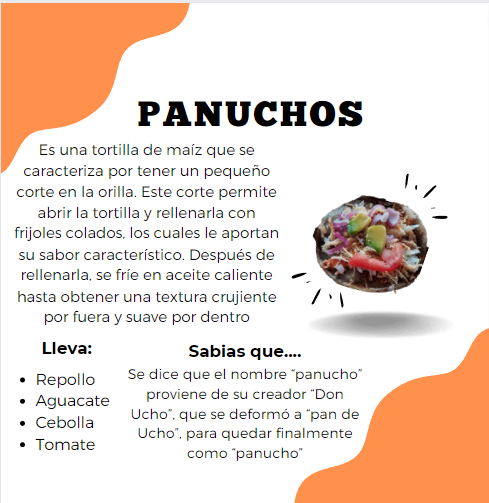 PANUCHOS
Es una tortilla de maíz que se
caracteriza por tener un pequeño
corte en la orilla. Este corte permite
abrir la tortilla y rellenarla con
frijoles colados, los cuales le aportan
su sabor característico. Después de
rellenarla, se fríe en aceite caliente
hasta obtener una textura crujiente
por fuera y suave por dentro
Lleva:
• Repollo
• Aguacate
• Cebolla
• Tomate
Sabias que....
Se dice que el nombre “panucho”
proviene de su creador “Don
Ucho”, que se deformó a “pan de
Ucho”, para quedar finalmente
como “panucho”